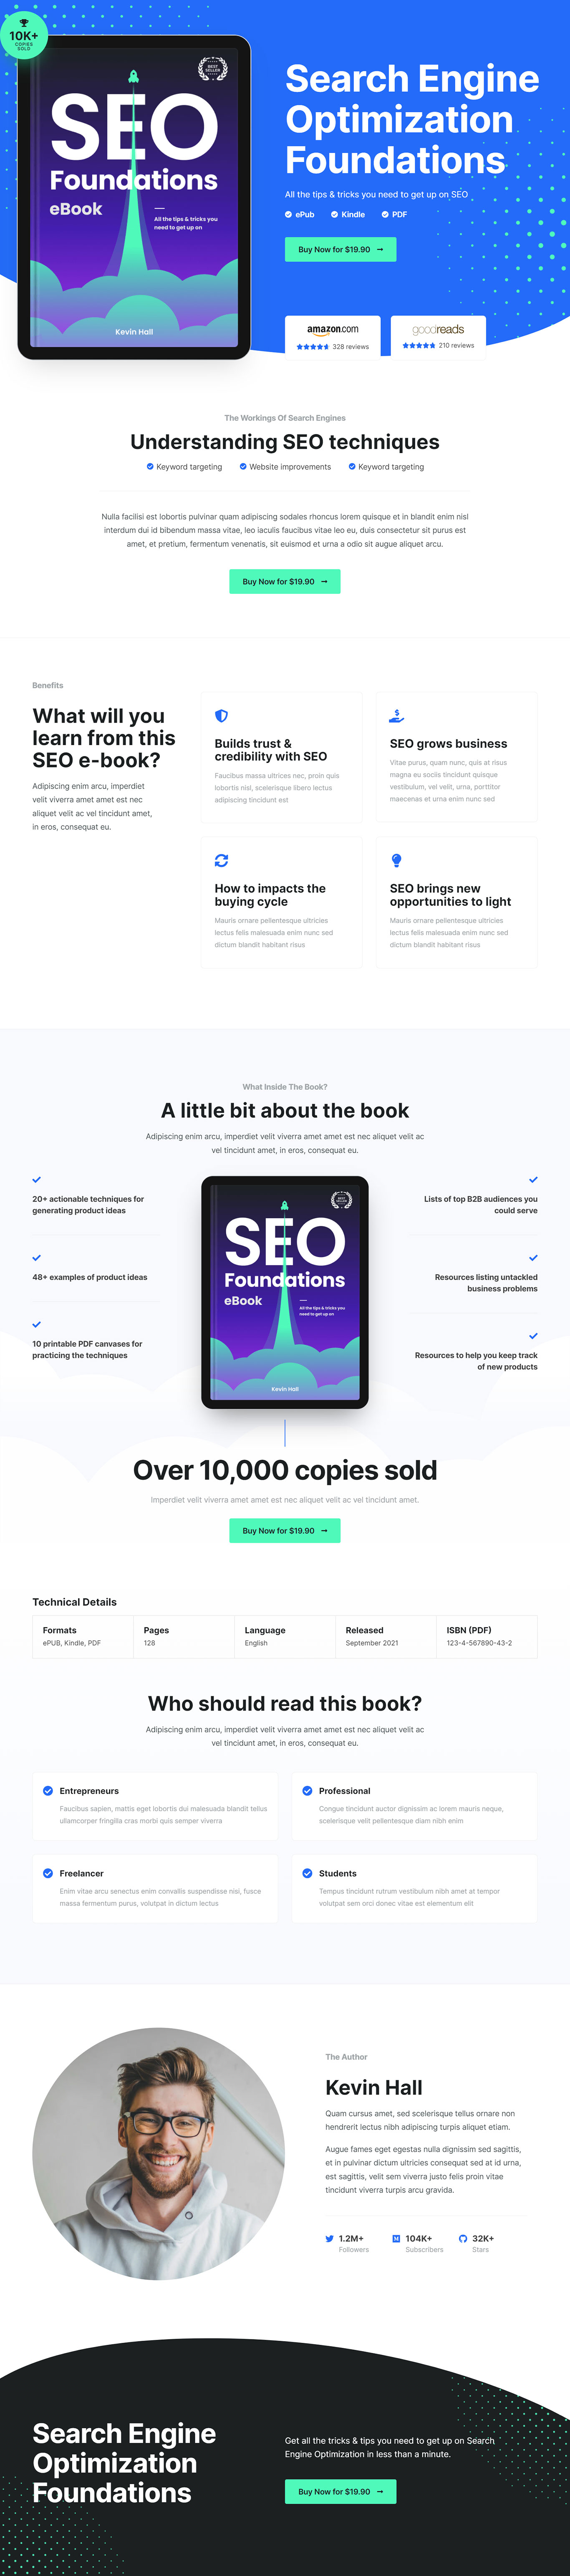 10K+
COPIES
SOLD
BEST
SELLER
SEO
Foundations
eBook
All the tips & tricks you
need to get up on
Kevin Hall
Search Engine
Optimization
Foundations
All the tips & tricks you need to get up on SEO
ePub Kindle PDF
Buy Now for $19.90
amazon.com
328 reviews
goodreads
210 reviews
The Workings Of Search Engines
Understanding SEO techniques
Keyword targeting Website improvements Keyword targeting
Nulla facilisi est lobortis pulvinar quam adipiscing sodales rhoncus lorem quisque et in blandit enim nisl
interdum dui id bibendum massa vitae, leo iaculis faucibus vitae leo eu, duis consectetur sit purus est
amet, et pretium, fermentum venenatis, sit euismod et urna a odio sit augue aliquet arcu.
Buy Now for $19.90
Benefits
What will you
learn from this
SEO e-book?
Adipiscing enim arcu, imperdiet
velit viverra amet amet est nec
aliquet velit ac vel tincidunt amet,
in eros, consequat eu.
Builds trust &
credibility with SEO
Faucibus massa ultrices nec, proin quis
lobortis nisl, scelerisque libero lectus
adipiscing tincidunt est
SEO grows business
Vitae purus, quam nunc, quis at risus
magna eu sociis tincidunt quisque
vestibulum, vel velit, urna, porttitor
maecenas et urna enim nunc sed
How to impacts the
buying cycle
Mauris ornare pellentesque ultricies
lectus felis malesuada enim nunc sed
dictum blandit habitant risus
SEO brings new
opportunities to light
Mauris ornare pellentesque ultricies
lectus felis malesuada enim nunc sed
dictum blandit habitant risus
What Inside The Book?
A little bit about the book
Adipiscing enim arcu, imperdiet velit viverra amet amet est nec aliquet velit ac
vel tincidunt amet, in eros, consequat eu.
20+ actionable techniques for
generating product ideas
48+ examples of product ideas
10 printable PDF canvases for
practicing the techniques
BEST
SELLER
SEO
Foundations
eBook
All the tips & tricks you
need to get up on
Kevin Hall
Lists of top B2B audiences you
could serve
Resources listing untackled
business problems
Resources to help you keep track
of new products
Over 10,000 copies sold
Imperdiet velit viverra amet amet est nec aliquet velit ac vel tincidunt amet.
Buy Now for $19.90
Technical Details
Formats Pages Language Released ISBN (PDF)
ePUB, Kindle, PDF 128 English September 2021 123-4-567890-43-2
Who should read this book?
Adipiscing enim arcu, imperdiet velit viverra amet amet est nec aliquet velit ac
vel tincidunt amet, in eros, consequat eu.
Entrepreneurs
Faucibus sapien, mattis eget lobortis dui malesuada blandit tellus
ullamcorper fringilla cras morbi quis semper viverra
Professional
Congue tincidunt auctor dignissim ac lorem mauris neque,
scelerisque velit pellentesque diam nibh enim
Freelancer
Enim vitae arcu senectus enim convallis suspendisse nisi, fusce
massa fermentum purus, volutpat in dictum lectus
Students
Tempus tincidunt rutrum vestibulum nibh amet at tempor
volutpat sem orci donec vitae est elementum elit
The Author
Kevin Hall
Quam cursus amet, sed scelerisque tellus ornare non
hendrerit lectus nibh adipiscing turpis aliquet etiam.
Augue fames eget egestas nulla dignissim sed sagittis,
et in pulvinar dictum ultricies consequat sed at id urna,
est sagittis, velit sem viverra justo felis proin vitae
tincidunt viverra turpis arcu gravida.
1.2M+ 104K+ 32K+
Followers Subscribers Stars
Search Engine
Optimization
Foundations
Get all the tricks & tips you need to get up on Search
Engine Optimization in less than a minute.
Buy Now for $19.90